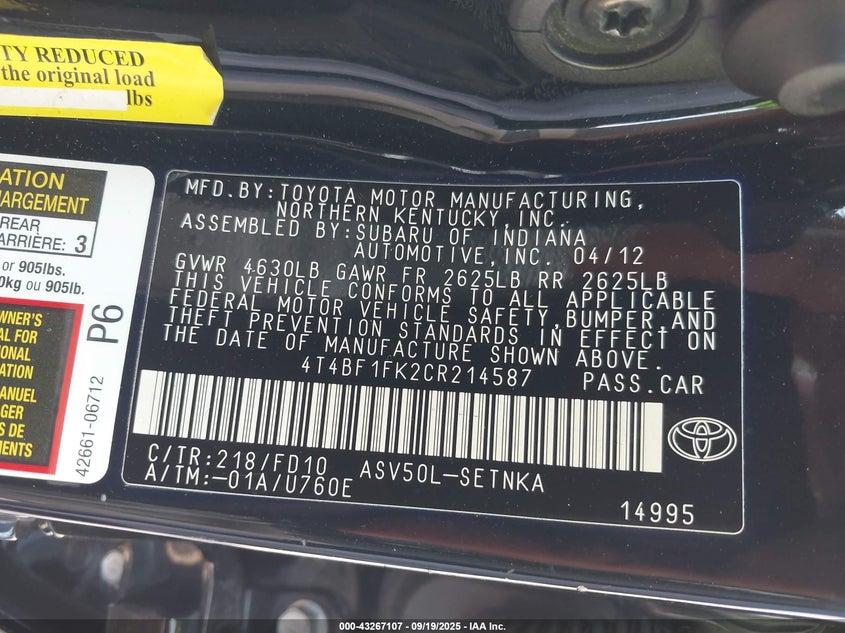 TY REDUCED
the original load
lbs
ATION
HARGEMENT
REAR
ARRIÈRE: 3
or 905lbs.
0kg ou 905lb.
OWNER'S
AL FOR
IONAL
ATION
ANUEL
GER
S DE
MENTS
P6
42661-06712
MFD.BY:TOYOTA MOTOR MANUFACTURING,
NORTHERN KENTUCKY,INC.
ASSEMBLED BY:SUBARU OF INDIANA
AUTOMOTIVE, INC. 04/12
GVWR 4630LB GAWR FR 2625LB RR 2625LB
THIS VEHICLE CONFORMS TO ALL APPLICABLE
FEDERAL MOTOR VEHICLE SAFETY,BUMPER,AND
THEFT PREVENTION STANDARDS IN EFFECT ON
THE DATE OF MANUFACTURE SHOWN ABOVE.
4T4BF1FK2CR214587 PASS.CAR
C/TR:218/FD10 ASV50L-SETNKA
A/TM:-01A/U760E
14995
000-43267107 - 09/19/2025 - IAA Inc.